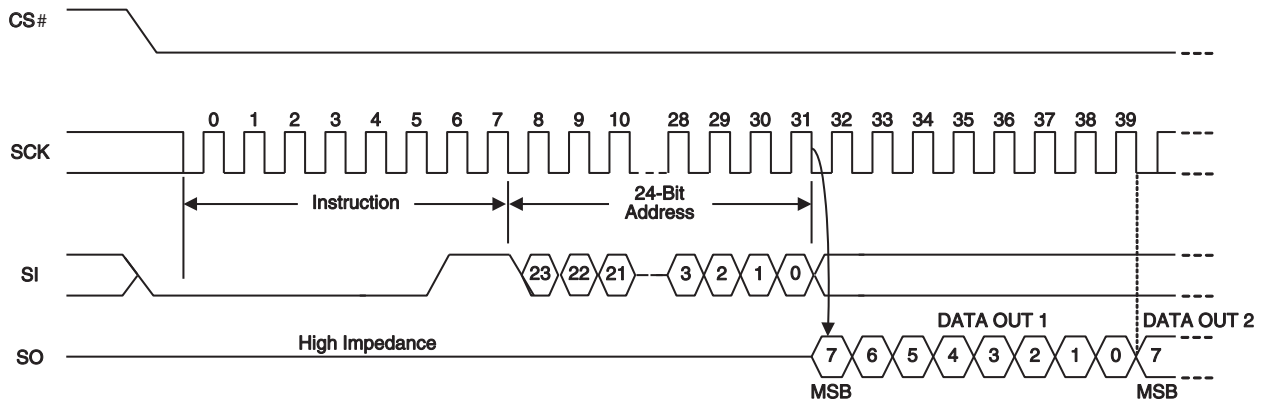 CS#
0 1 2 3 4 5 6 7 8 9 10 28 29 30 31 32 33 34 35 36 37 38 39
SCK
Instruction
24-Bit
Address
SI
23 22 21 3 2 1 0
DATA OUT 1 DATA OUT 2
High Impedance
SO
7 6 5 4 3 2 1 0 7
MSB MSB